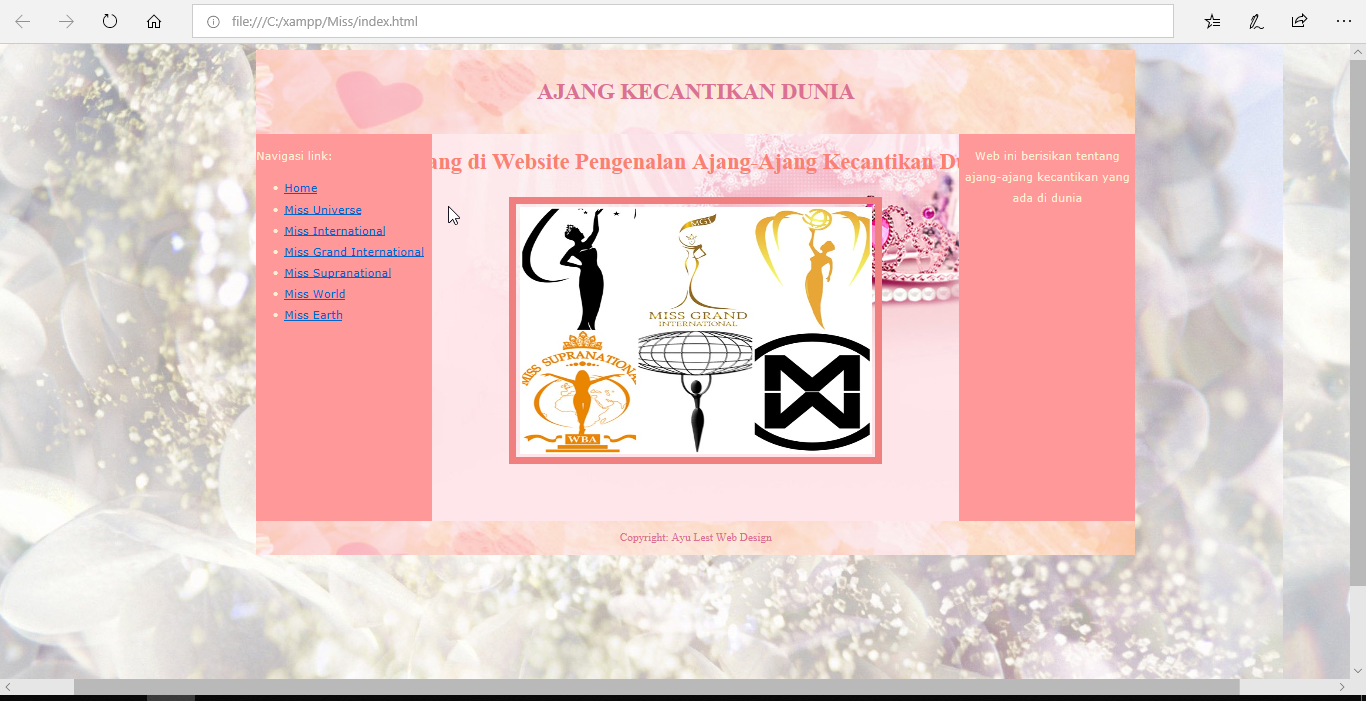 file:///C:/xampp/Miss/index.html
AJANG KECANTIKAN DUNIA
Navigasi link:
Home
Miss Universe
Miss International
Miss Grand International
Miss Supranational
Miss World
Miss Earth
ang di Website Pengenalan Ajang-Ajang Kecantikan Du
MGI
MISS GRAND
INTERNATIONAL
MISS SUPRANATIONA
WBA
Web ini berisikan tentang
ajang-ajang kecantikan yang
ada di dunia
Copyright: Ayu Lest Web Design